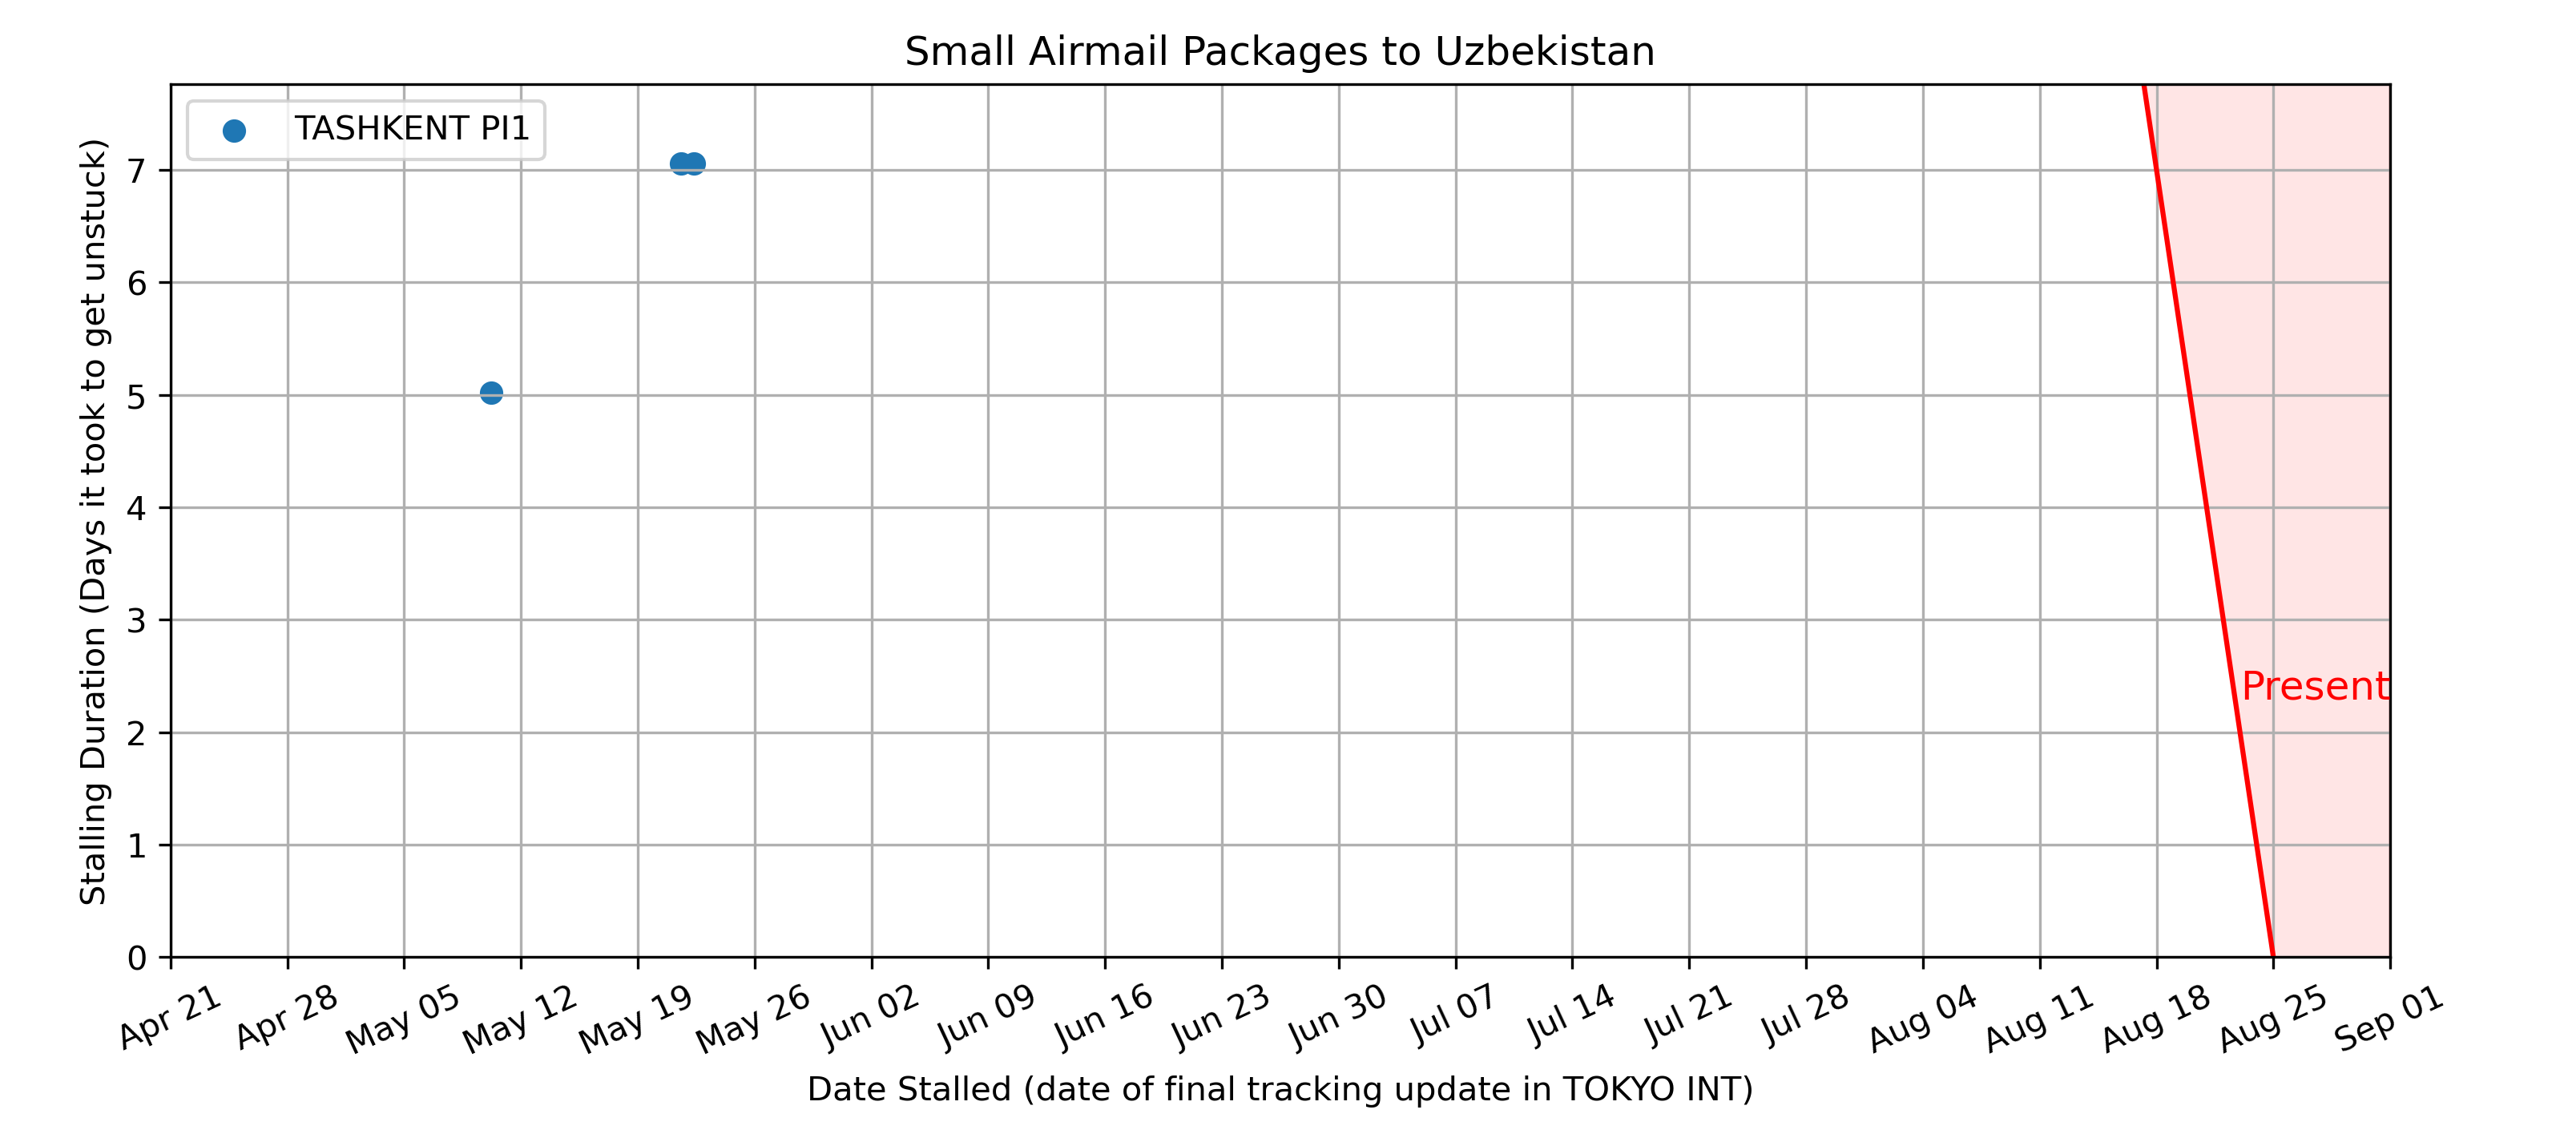 Small Airmail Packages to Uzbekistan
TASHKENT PI1
Stalling Duration (Days it took to get unstuck)
7
6
5
4
3
2
1
0
Present
Apr 21
Apr 28
May 05
May 12
May 19
May 26
Jun 02
Jun 09
Jun 16
Jun 23
Jun 30
Jul 07
Jul 14
Jul 21
Jul 28
Aug 04
Aug 11
Aug 18
Aug 25
Sep 01
Date Stalled (date of final tracking update in TOKYO INT)